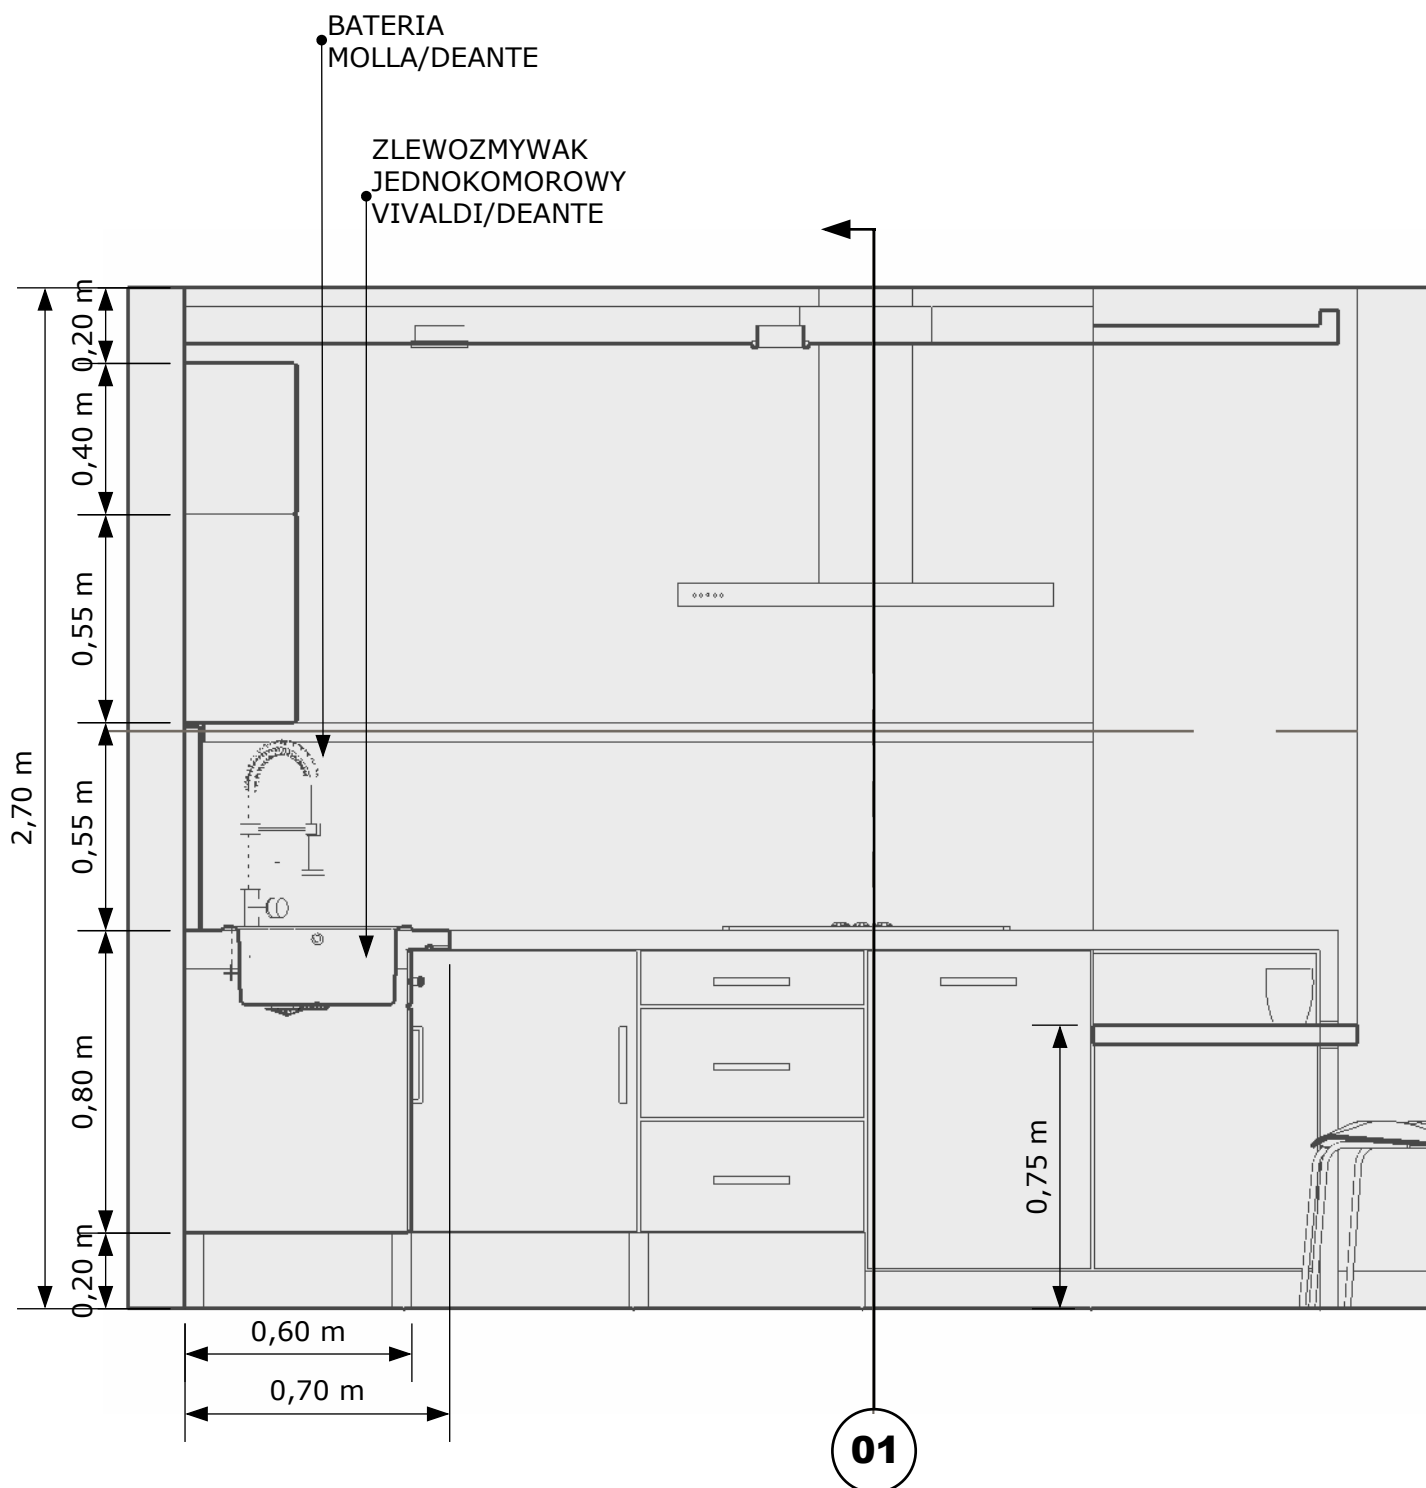 BATERIA
MOLLA/DEANTE
ZLEWOZMYWAK
JEDNOKOMOROWY
VIVALDI/DEANTE
0,20 m
0,40 m
0,55 m
2,70 m
0,55 m
0,80 m
0,75 m
0,20 m
0,60 m
0,70 m
01